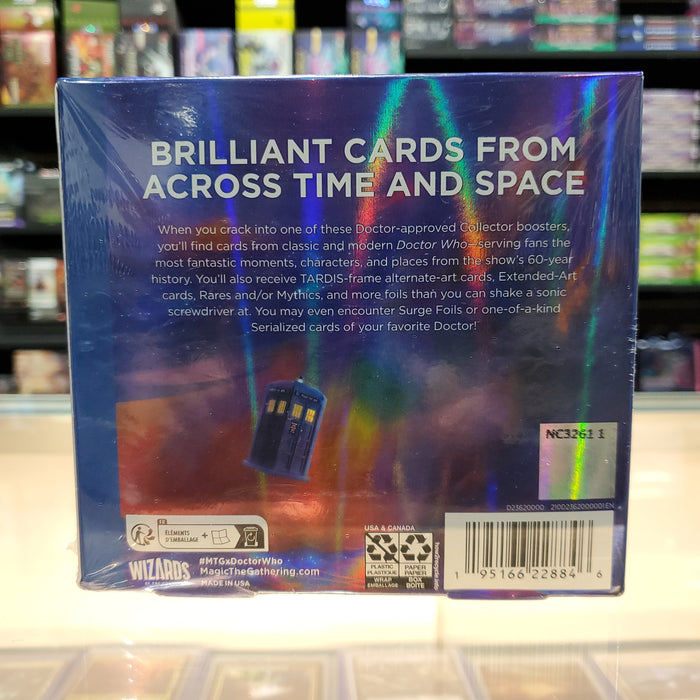 BRILLIANT CARDS FROM
ACROSS TIME AND SPACE
When you crack into one of these Doctor-approved Collector boosters,
you'll find cards from classic and modern Doctor Who—serving fans the
most fantastic moments, characters, and places from the show's 60-year
history. You'll also receive TARDIS-frame alternate-art cards, Extended-Art
cards, Rares and/or Mythics, and more foils than you can shake a sonic
screwdriver at. You may even encounter Surge Foils or one-of-a-kind
Serialized cards of your favorite Doctor!
NC3261 1
D23620000 210D23620000001EN
FR
ÉLÉMENTS
D'EMBALLAGE
+
USA & CANADA
PLASTIC
PLASTIQUE
WRAP
EMBALLAGE
PAPER
PAPIER
BOX
BOÎTE
how2recycle.info
WIZARDS
#MTGxDoctorWho
MagicTheGathering.com
MADE IN USA
1 95166 22884 6